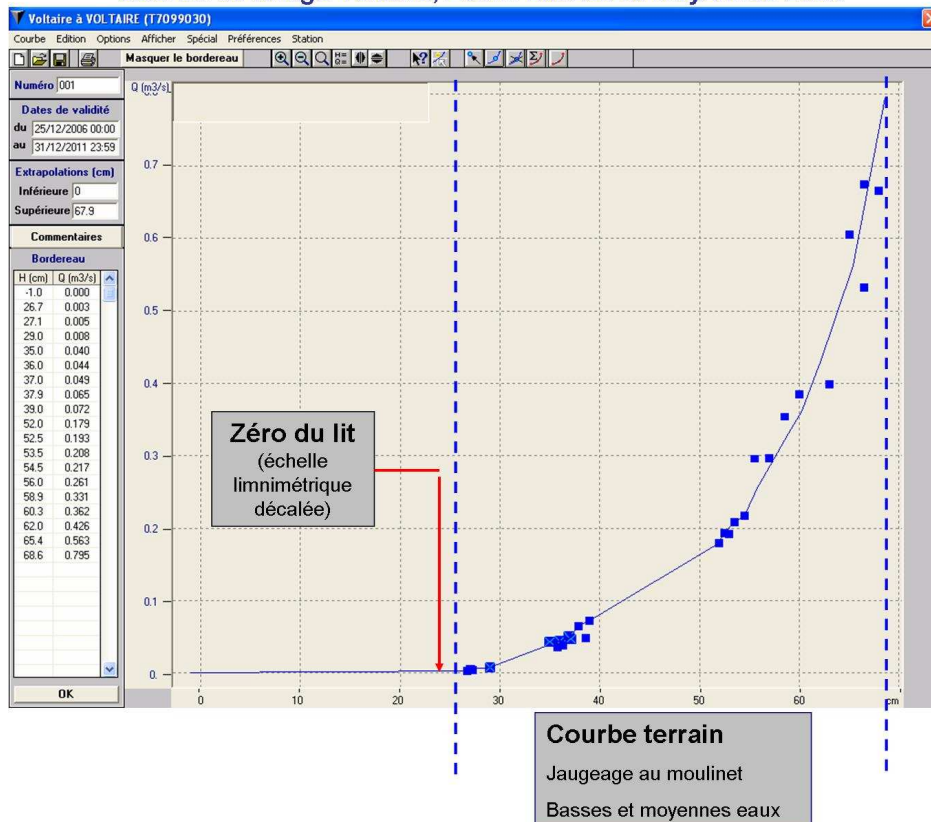 Voltaire à VOLTAIRE (T7099030)
Courbe Edition Options Afficher Spécial Préférences Station
Masquer le bordereau
H= Q=
Numéro 001
Dates de validité
du 25/12/2006 00:00
au 31/12/2011 23:59
Extrapolations (cm)
Inférieure 0
Supérieure 67.9
Commentaires
Bordereau
H (cm) Q (m3/s)
-1.0 0.000
26.7 0.003
27.1 0.005
29.0 0.008
35.0 0.040
36.0 0.044
37.0 0.049
37.9 0.065
39.0 0.072
52.0 0.179
52.5 0.193
53.5 0.208
54.5 0.217
56.0 0.261
58.9 0.331
60.3 0.362
62.0 0.426
65.4 0.563
68.6 0.795
OK
Q (m3/s)
0.7
0.6
0.5
0.4
0.3
0.2
0.1
0.
0 10 20 30 40 50 60 cm
Zéro du lit
(échelle
limnimétrique
décalée)
Courbe terrain
Jaugeage au moulinet
Basses et moyennes eaux